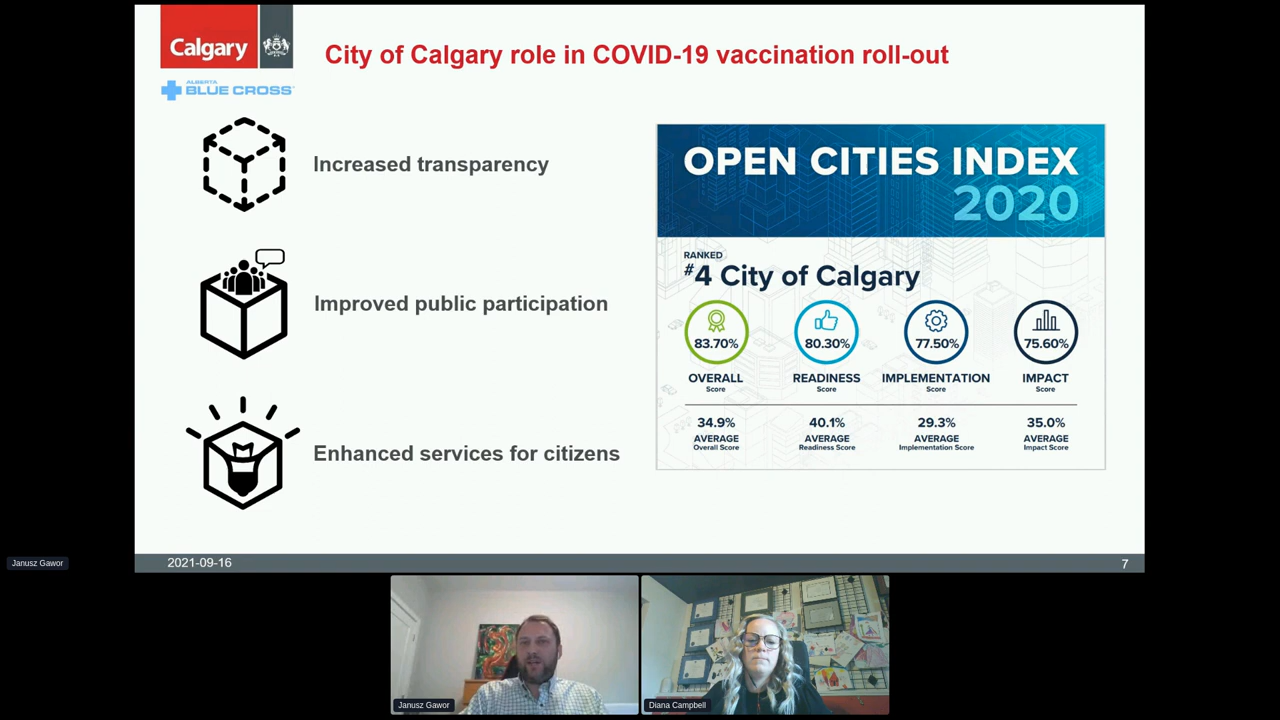 Calgary
ALBERTA
BLUE CROSS
City of Calgary role in COVID-19 vaccination roll-out
Increased transparency
Improved public participation
Enhanced services for citizens
OPEN CITIES INDEX
2020
RANKED
#4 City of Calgary
83.70% 80.30% 77.50% 75.60%
OVERALL READINESS IMPLEMENTATION IMPACT
Score Score Score Score
34.9% 40.1% 29.3% 35.0%
AVERAGE AVERAGE AVERAGE AVERAGE
Overall Score Readiness Score Implementation Score Impact Score
2021-09-16
7
Janusz Gawor
Janusz Gawor
Diana Campbell